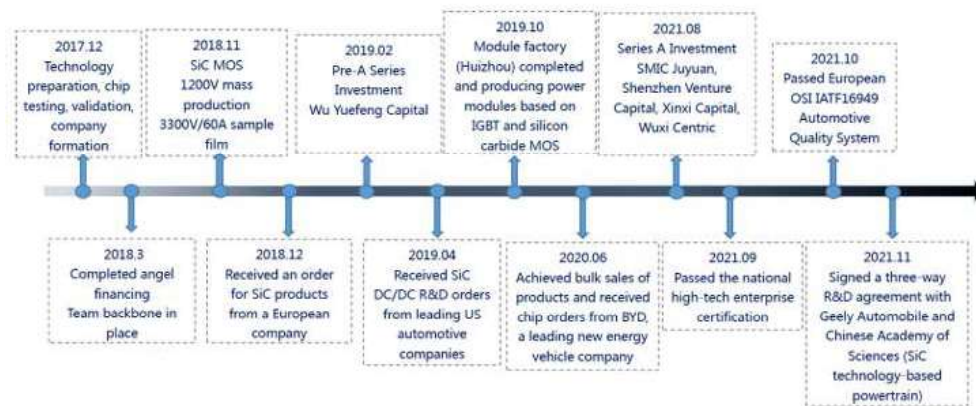 2017.12
Technology
preparation, chip
testing, validation,
company
formation
2018.11
SiC MOS
1200V mass
production
3300V/60A sample
film
2019.02
Pre-A Series
Investment
Wu Yuefeng Capital
2019.10
Module factory
(Huizhou) completed
and producing power
modules based on
IGBT and silicon
carbide MOS
2021.08
Series A Investment
SMIC Juyuan,
Shenzhen Venture
Capital, Xinxi Capital,
Wuxi Centric
2021.10
Passed European
OSI IATF16949
Automotive
Quality System
2018.3
Completed angel
financing
Team backbone in
place
2018.12
Received an order
for SiC products
from a European
company
2019.04
Received SiC
DC/DC R&D orders
from leading US
automotive
companies
2020.06
Achieved bulk sales of
products and received
chip orders from BYD,
a leading new energy
vehicle company
2021.09
Passed the national
high-tech enterprise
certification
2021.11
Signed a three-way
R&D agreement with
Geely Automobile and
Chinese Academy of
Sciences (SiC
technology-based
powertrain)